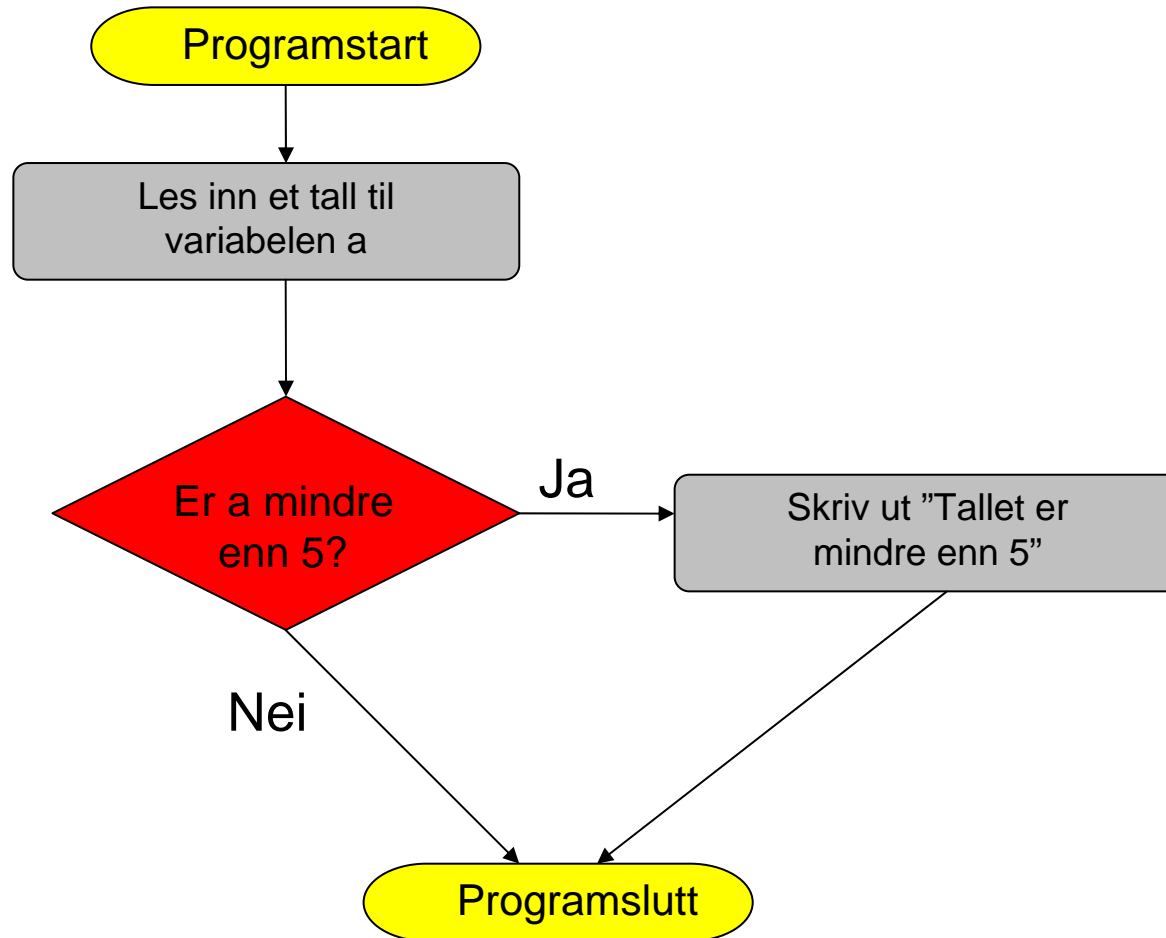 Programstart
Les inn et tall til
variabelen a
Er a mindre
enn 5?
Ja
Skriv ut ”Tallet er
mindre enn 5”
Nei
Programslutt